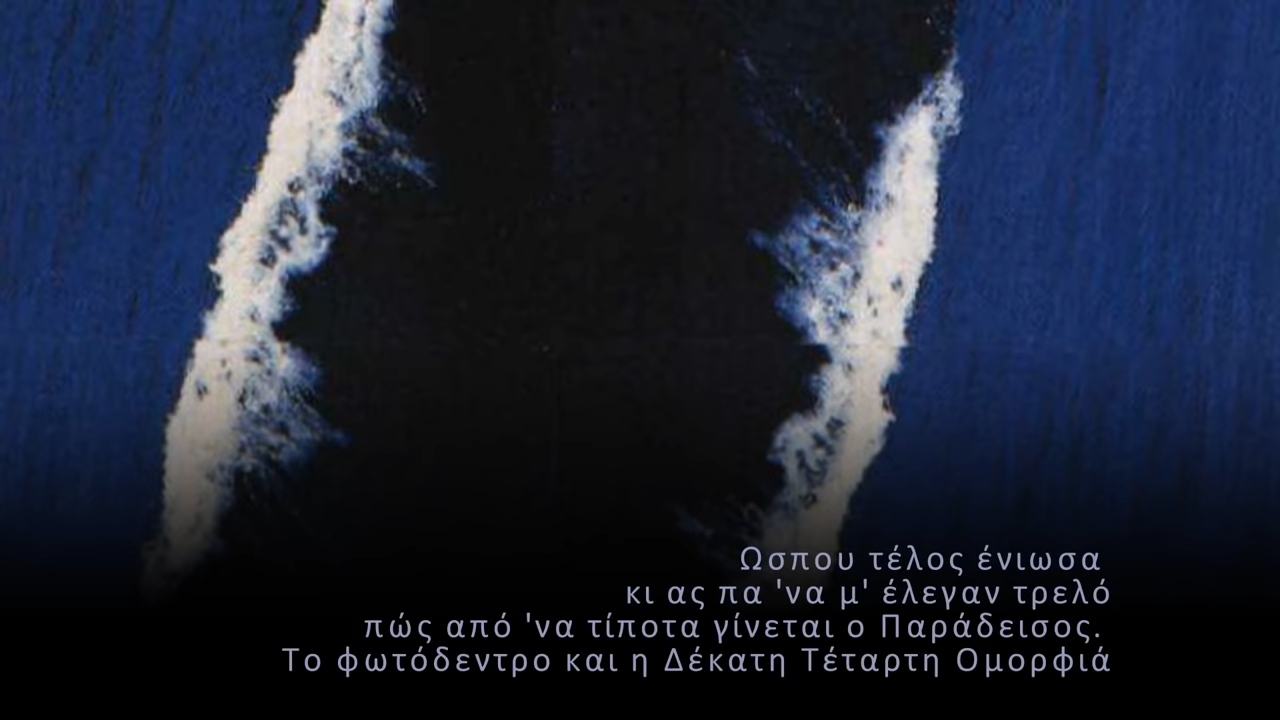 Ωσπου τέλος ένιωσα
κι ας πα 'να μ' έλεγαν τρελό
πώς από 'να τίποτα γίνεται ο Παράδεισος.
Το φωτόδεντρο και η Δέκατη Τέταρτη Ομορφιά